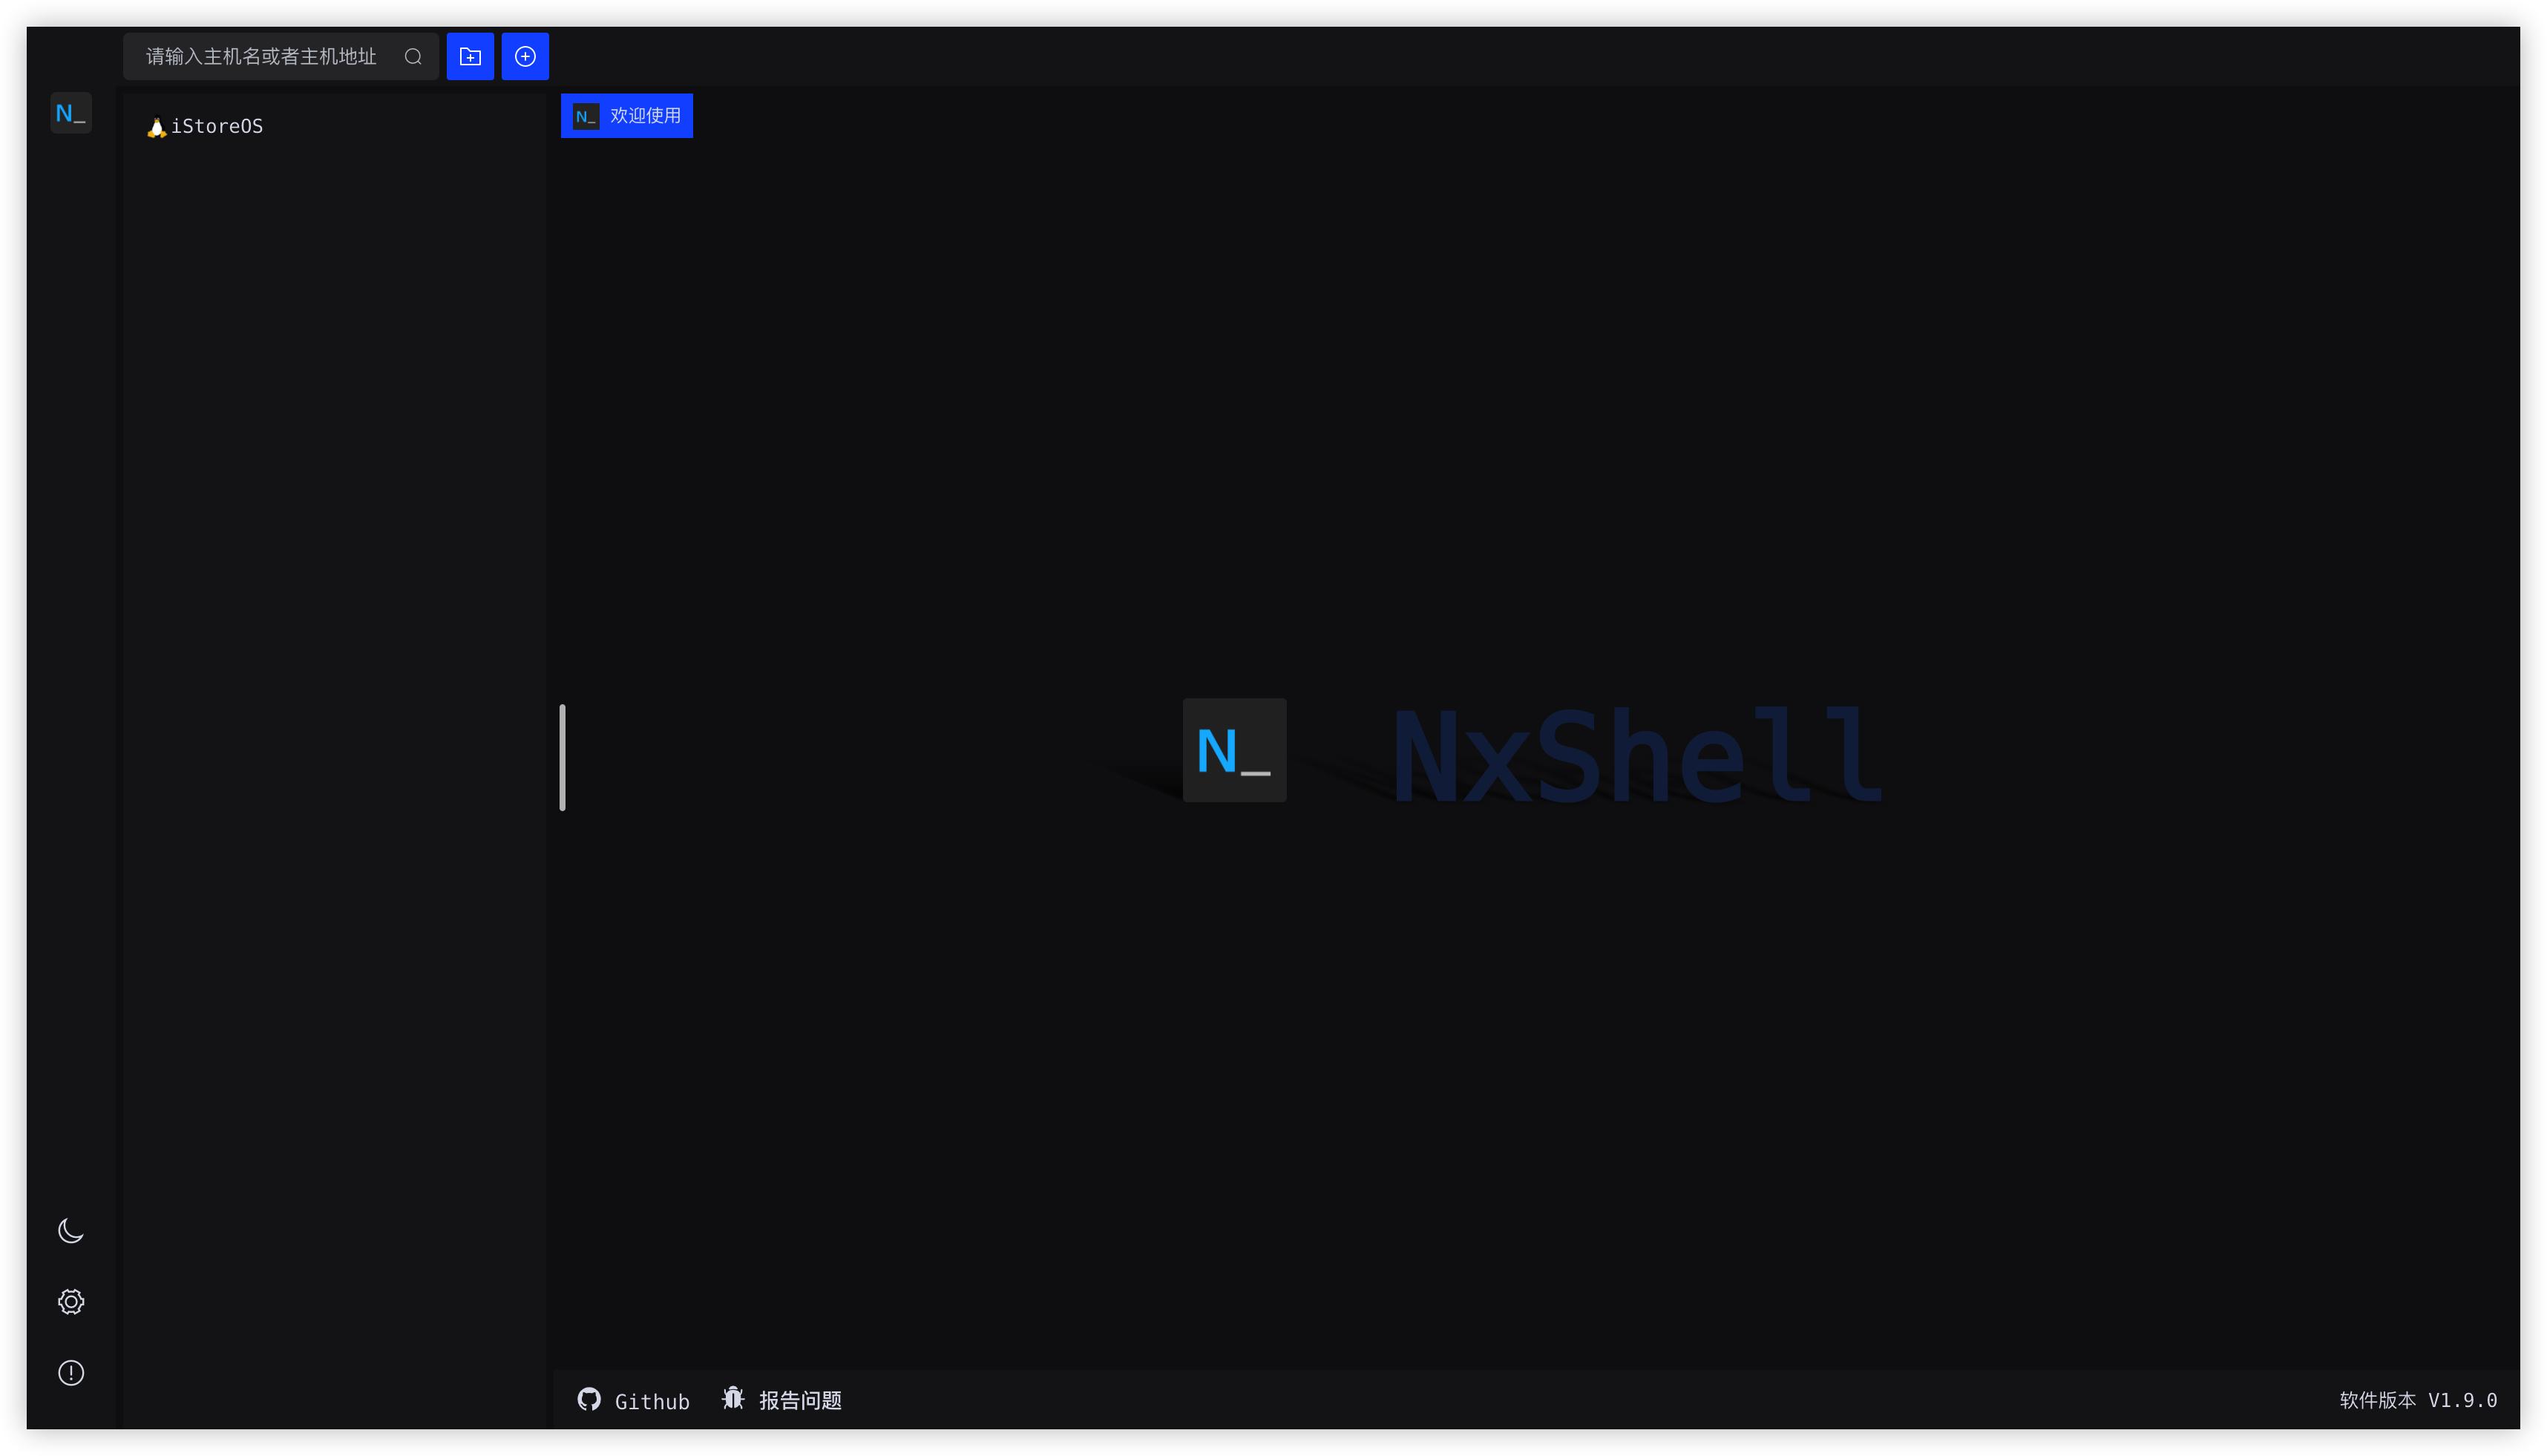 请输入主机名或者主机地址
N_
iStoreOS
N_ 欢迎使用
N_ NxShell
Github 报告问题
软件版本 V1.9.0